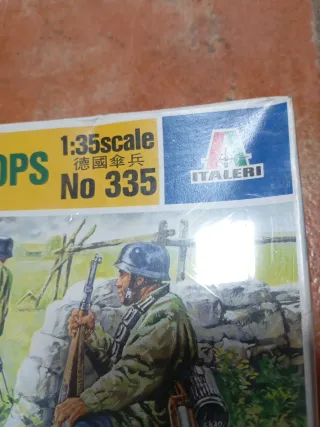 OPS
1:35scale
德國傘兵
No 335
ITALERI